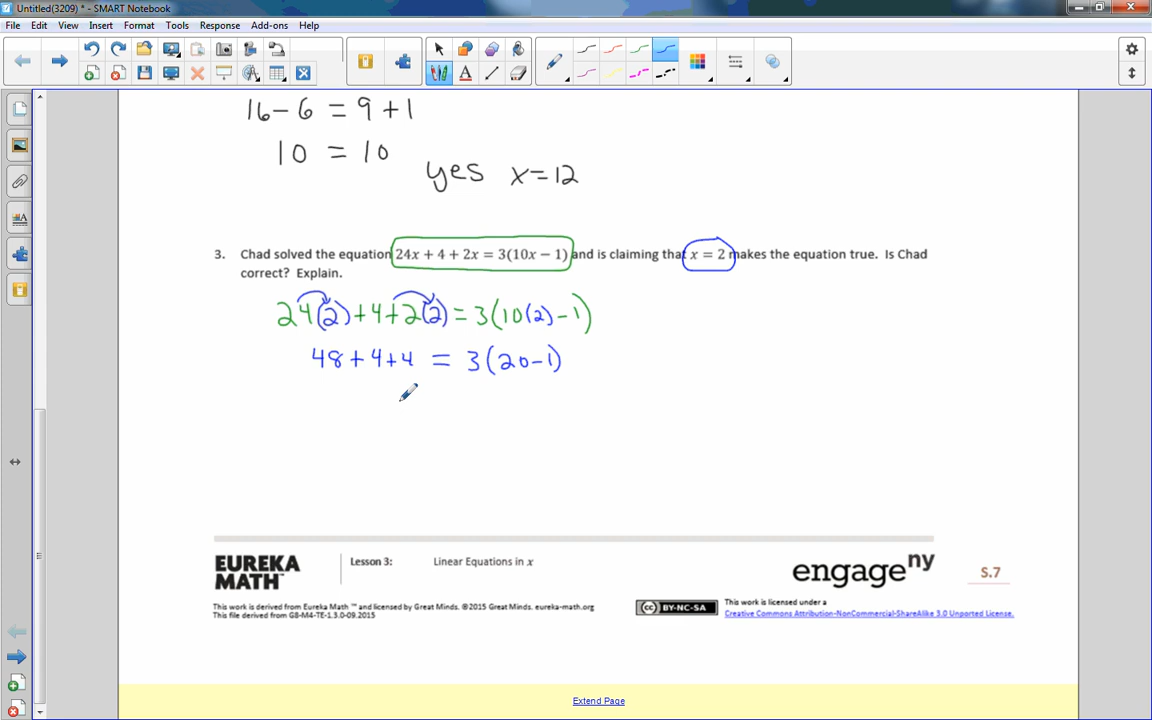 Untitled(3209) * - SMART Notebook
File Edit View Insert Format Tools Response Add-ons Help
16 - 6 = 9 + 1
10 = 10
yes x = 12
3. Chad solved the equation 24x + 4 + 2x = 3(10x − 1) and is claiming that x = 2 makes the equation true. Is Chad
correct? Explain.
24(2) + 4 + 2(2) = 3(10(2) - 1)
48 + 4 + 4 = 3(20 - 1)
EUREKA
MATH™
Lesson 3: Linear Equations in x
engageny
S.7
This work is derived from Eureka Math ™ and licensed by Great Minds. ©2015 Great Minds. eureka-math.org
This file derived from G8-M4-TE-1.3.0-09.2015
cc BY-NC-SA
This work is licensed under a
Creative Commons Attribution-NonCommercial-ShareAlike 3.0 Unported License.
Extend Page